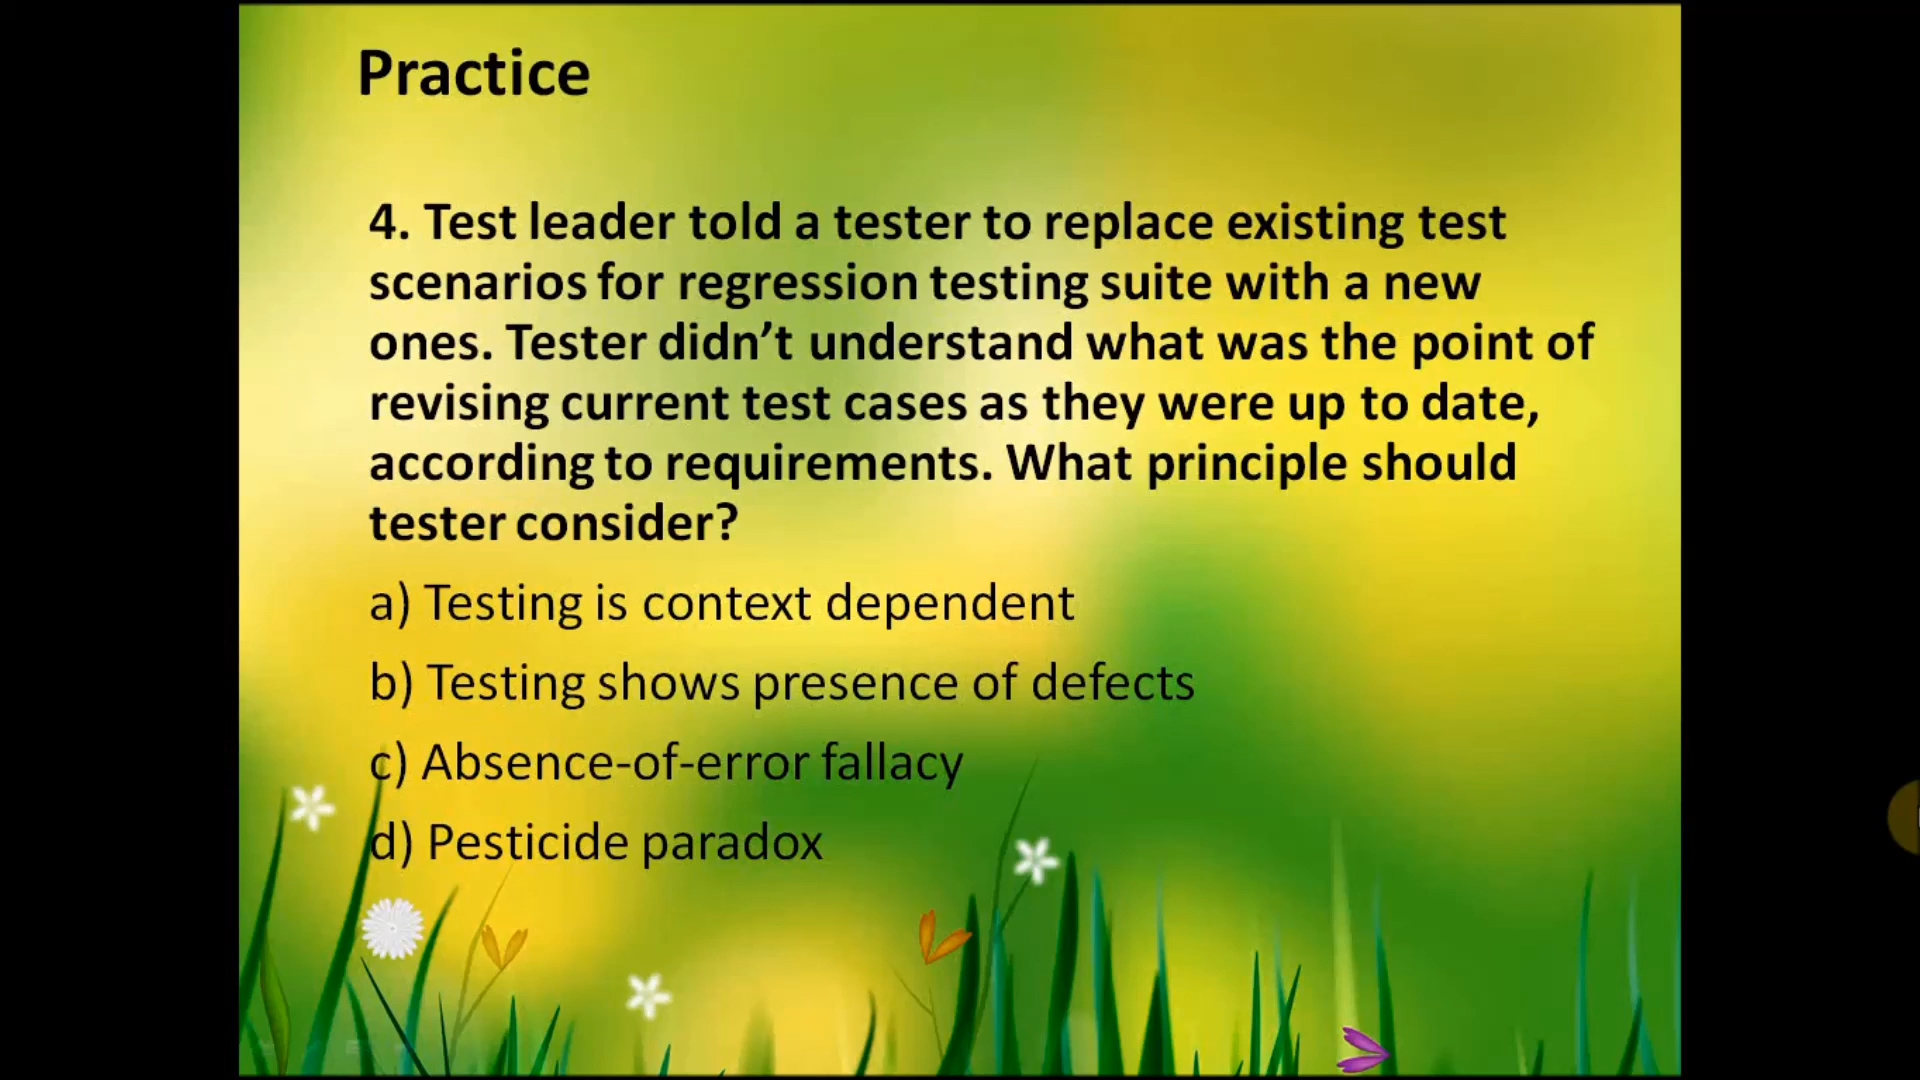 Practice
4. Test leader told a tester to replace existing test
scenarios for regression testing suite with a new
ones. Tester didn’t understand what was the point of
revising current test cases as they were up to date,
according to requirements. What principle should
tester consider?
a) Testing is context dependent
b) Testing shows presence of defects
c) Absence-of-error fallacy
d) Pesticide paradox